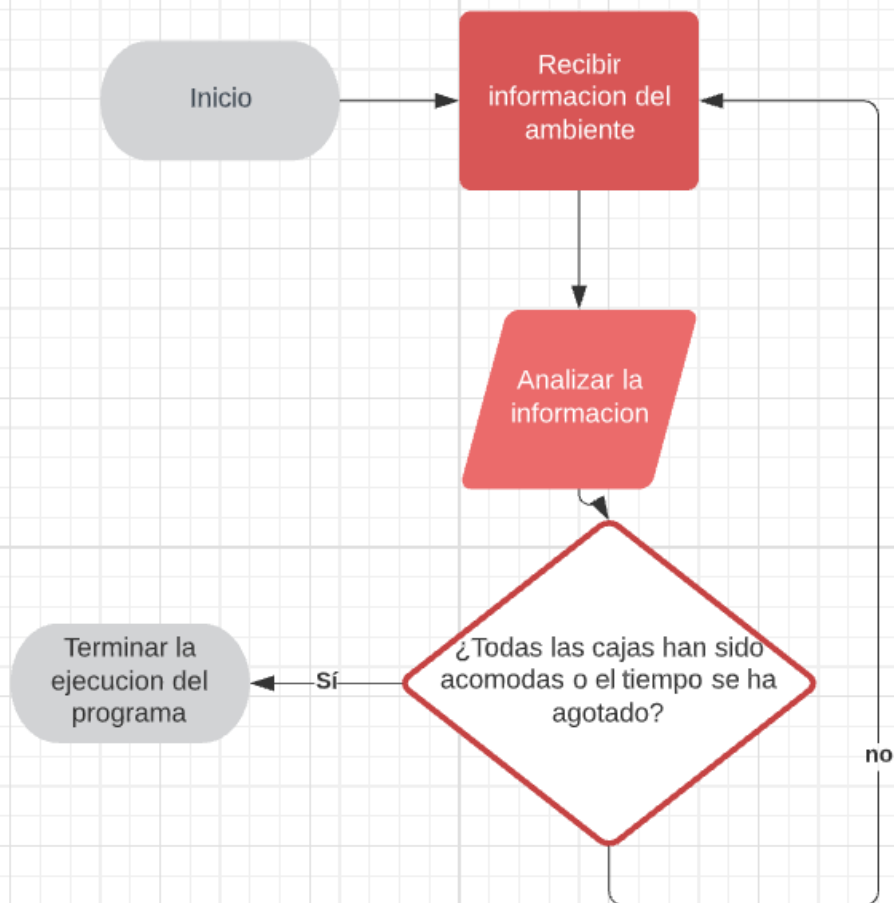 Inicio
Recibir
informacion del
ambiente
Analizar la
informacion
¿Todas las cajas han sido
acomodas o el tiempo se ha
agotado?
Sí
Terminar la
ejecucion del
programa
no